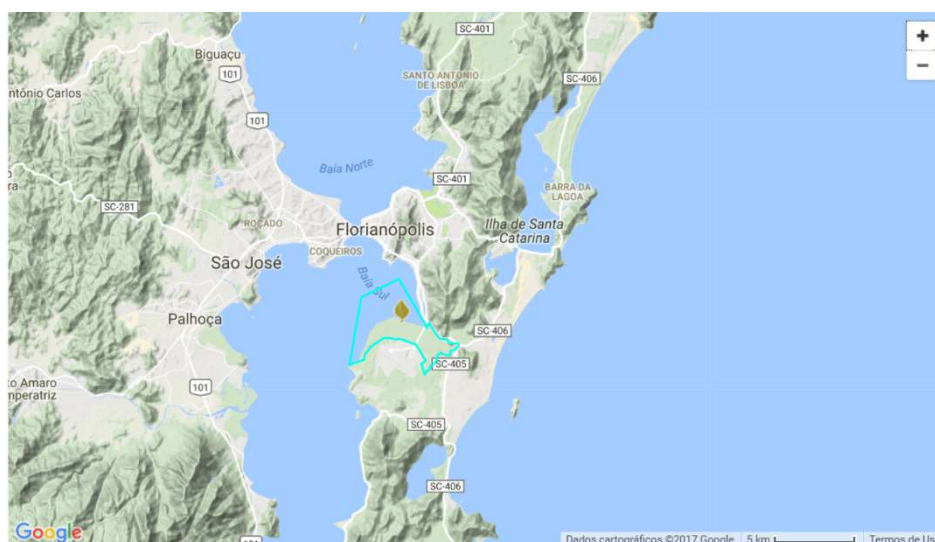 SC-401
Biguaçu
SANTO ANTÔNIO
DE LISBOA
SC-406
101
ntônio Carlos
101
Baía Norte
SC-401
BARRA DA
LAGOA
SC-281
ROÇADO
Florianópolis
Ilha de Santa
Catarina
COQUEIROS
São José
Baía Sul
Palhoça
SC-406
SC-405
to Amaro
mperatriz
101
SC-405
SC-406
Google
Dados cartográficos ©2017 Google
5 km
Termos de Us